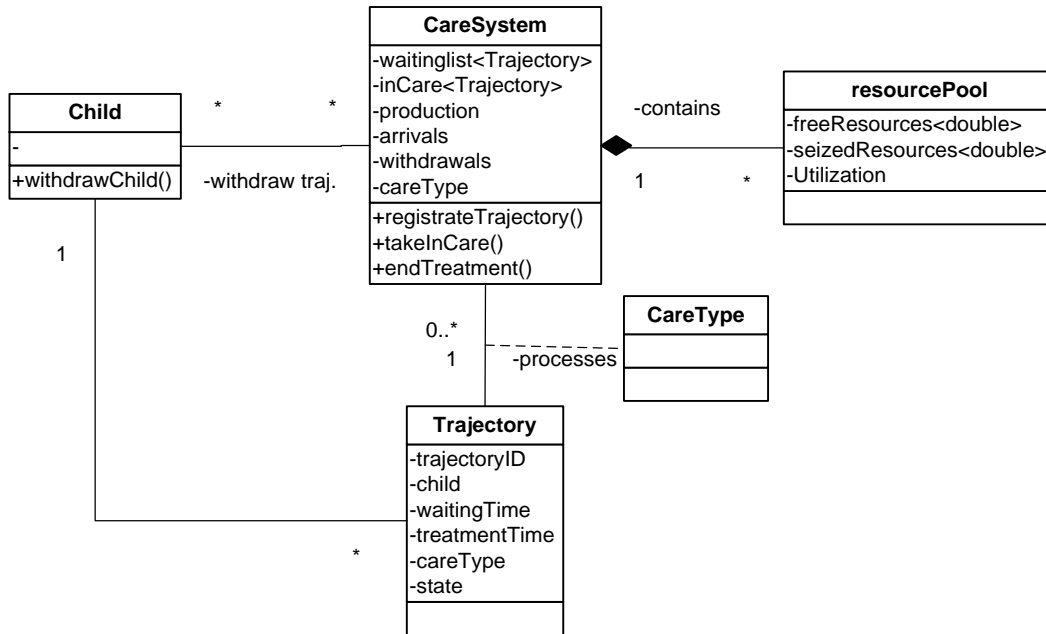 CareSystem
-waitinglist<Trajectory>
-inCare<Trajectory>
-production
-arrivals
-withdrawals
-careType
+registrateTrajectory()
+takeInCare()
+endTreatment()
Child
-
+withdrawChild()
*
*
-withdraw traj.
-contains
1
*
resourcePool
-freeResources<double>
-seizedResources<double>
-Utilization
1
0..*
1
-processes
CareType
Trajectory
-trajectoryID
-child
-waitingTime
-treatmentTime
-careType
-state
*